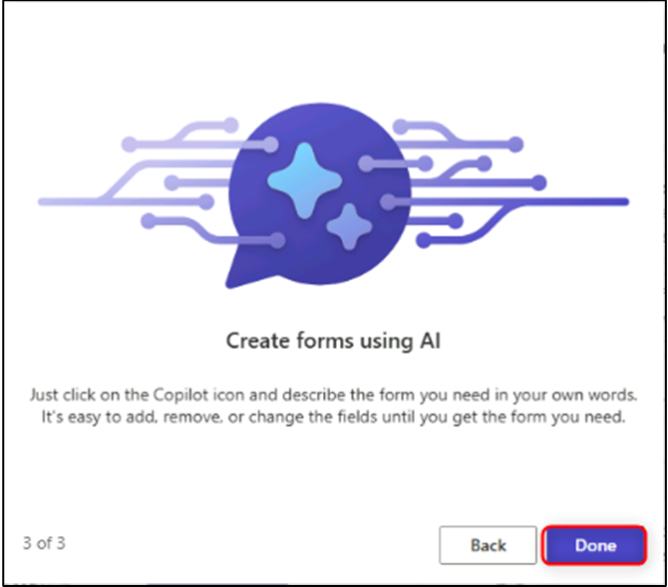 Create forms using AI
Just click on the Copilot icon and describe the form you need in your own words.
It's easy to add, remove, or change the fields until you get the form you need.
3 of 3
Back
Done